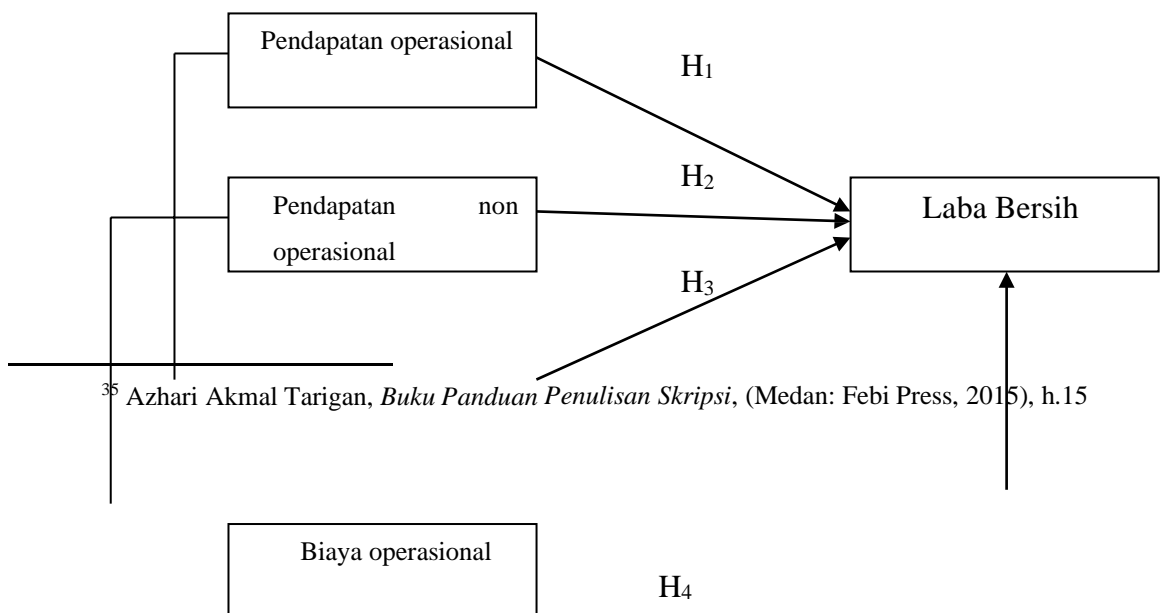 Pendapatan operasional
H1
H2
Pendapatan non
operasional
Laba Bersih
H3
35 Azhari Akmal Tarigan, Buku Panduan Penulisan Skripsi, (Medan: Febi Press, 2015), h.15
Biaya operasional
H4